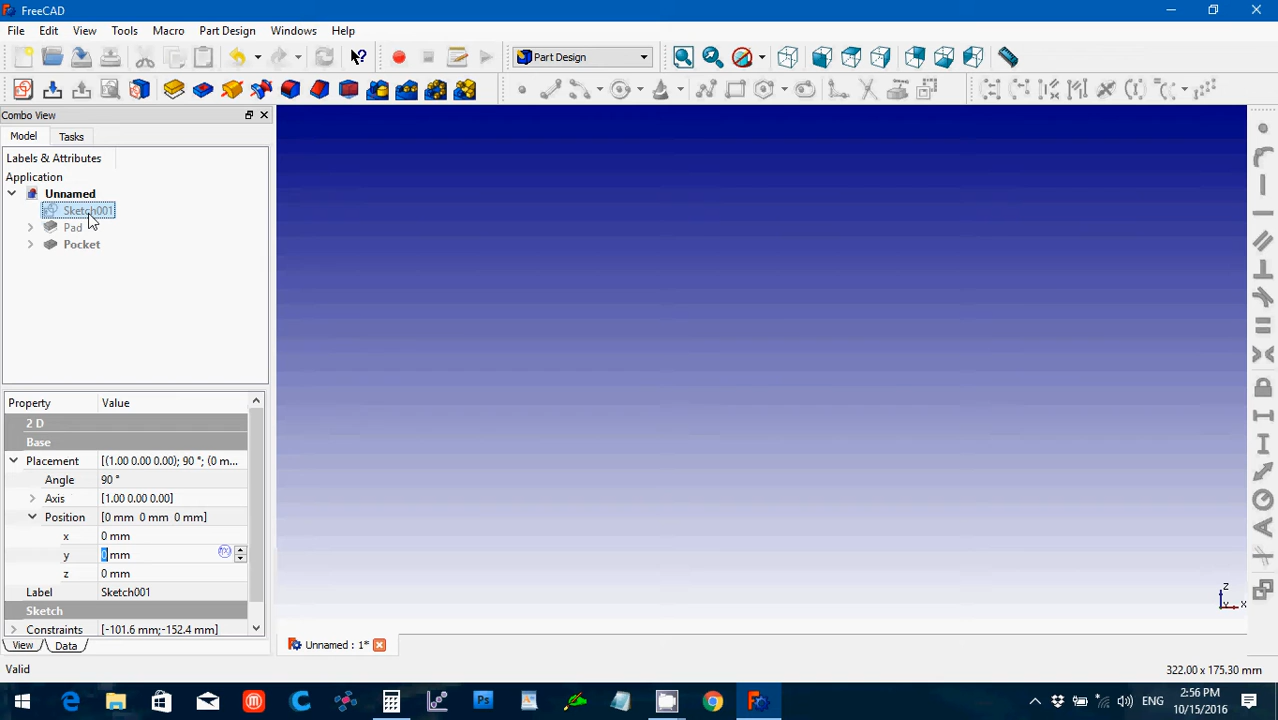 FreeCAD
File Edit View Tools Macro Part Design Windows Help
Part Design
Combo View
Model Tasks
Labels & Attributes
Application
Unnamed
Sketch001
Pad
Pocket
Property Value
2 D
Base
Placement [(1.00 0.00 0.00); 90 °; (0 m...
Angle 90 °
Axis [1.00 0.00 0.00]
Position [0 mm 0 mm 0 mm]
x 0 mm
y 0 mm
z 0 mm
Label Sketch001
Sketch
Constraints [-101.6 mm;-152.4 mm]
View Data
Unnamed : 1*
Z
Y X
Valid 322.00 x 175.30 mm
ENG 2:56 PM
10/15/2016